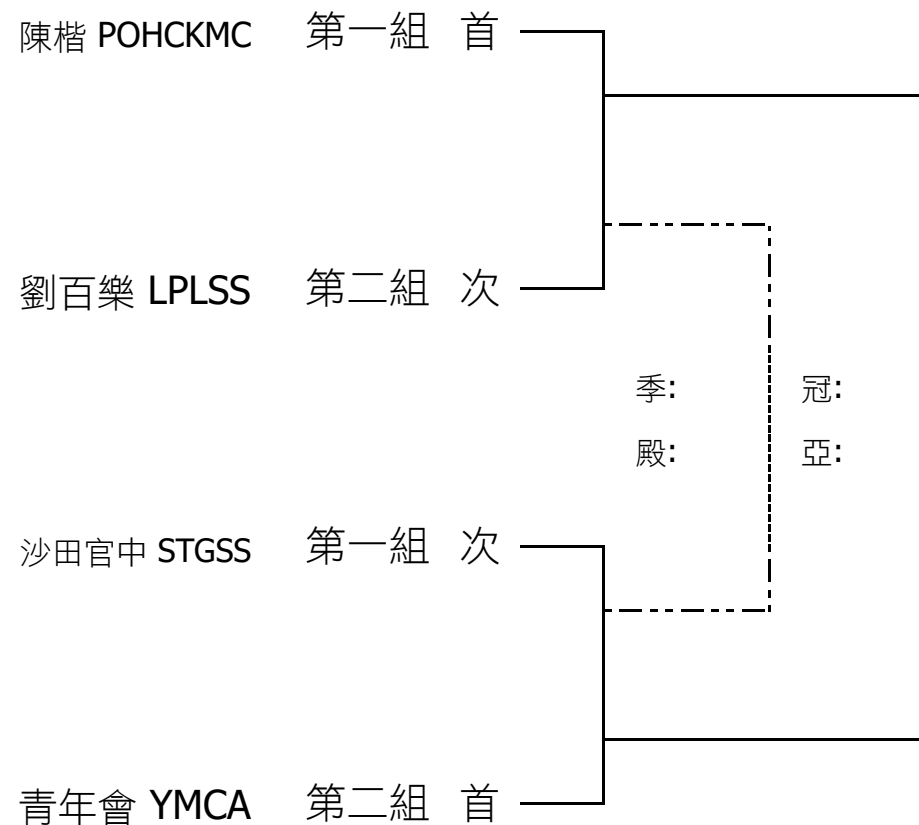 陳楷 POHCKMC 第一組 首
劉百樂 LPLSS 第二組 次
季: 冠:
殿: 亞:
沙田官中 STGSS 第一組 次
青年會 YMCA 第二組 首